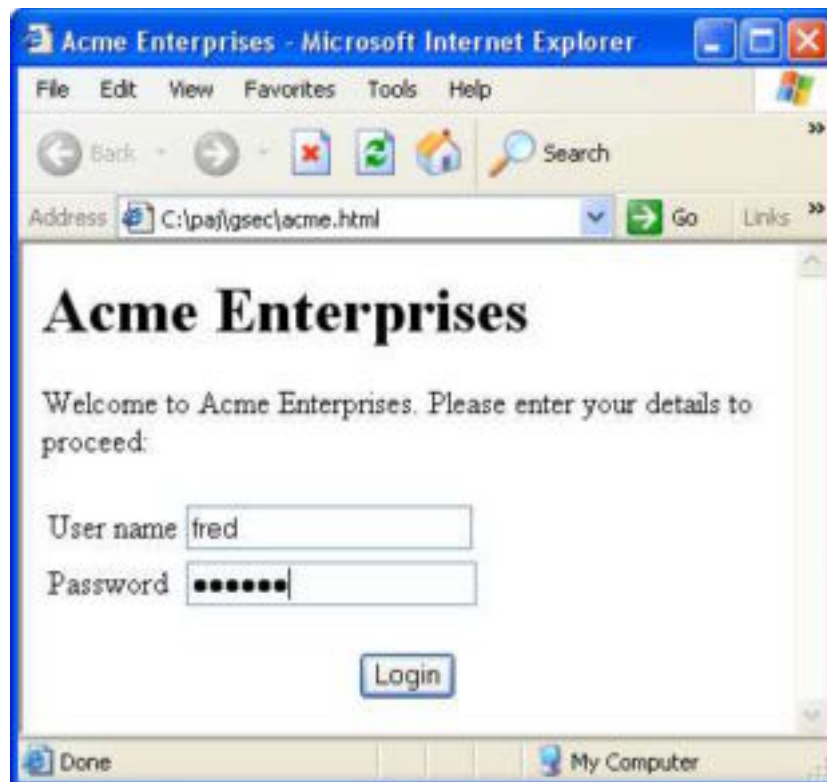 Acme Enterprises - Microsoft Internet Explorer
File Edit View Favorites Tools Help
Back Search
Address C:\paj\gsec\acme.html Go Links
Acme Enterprises
Welcome to Acme Enterprises. Please enter your details to
proceed:
User name fred
Password ••••••
Login
Done My Computer